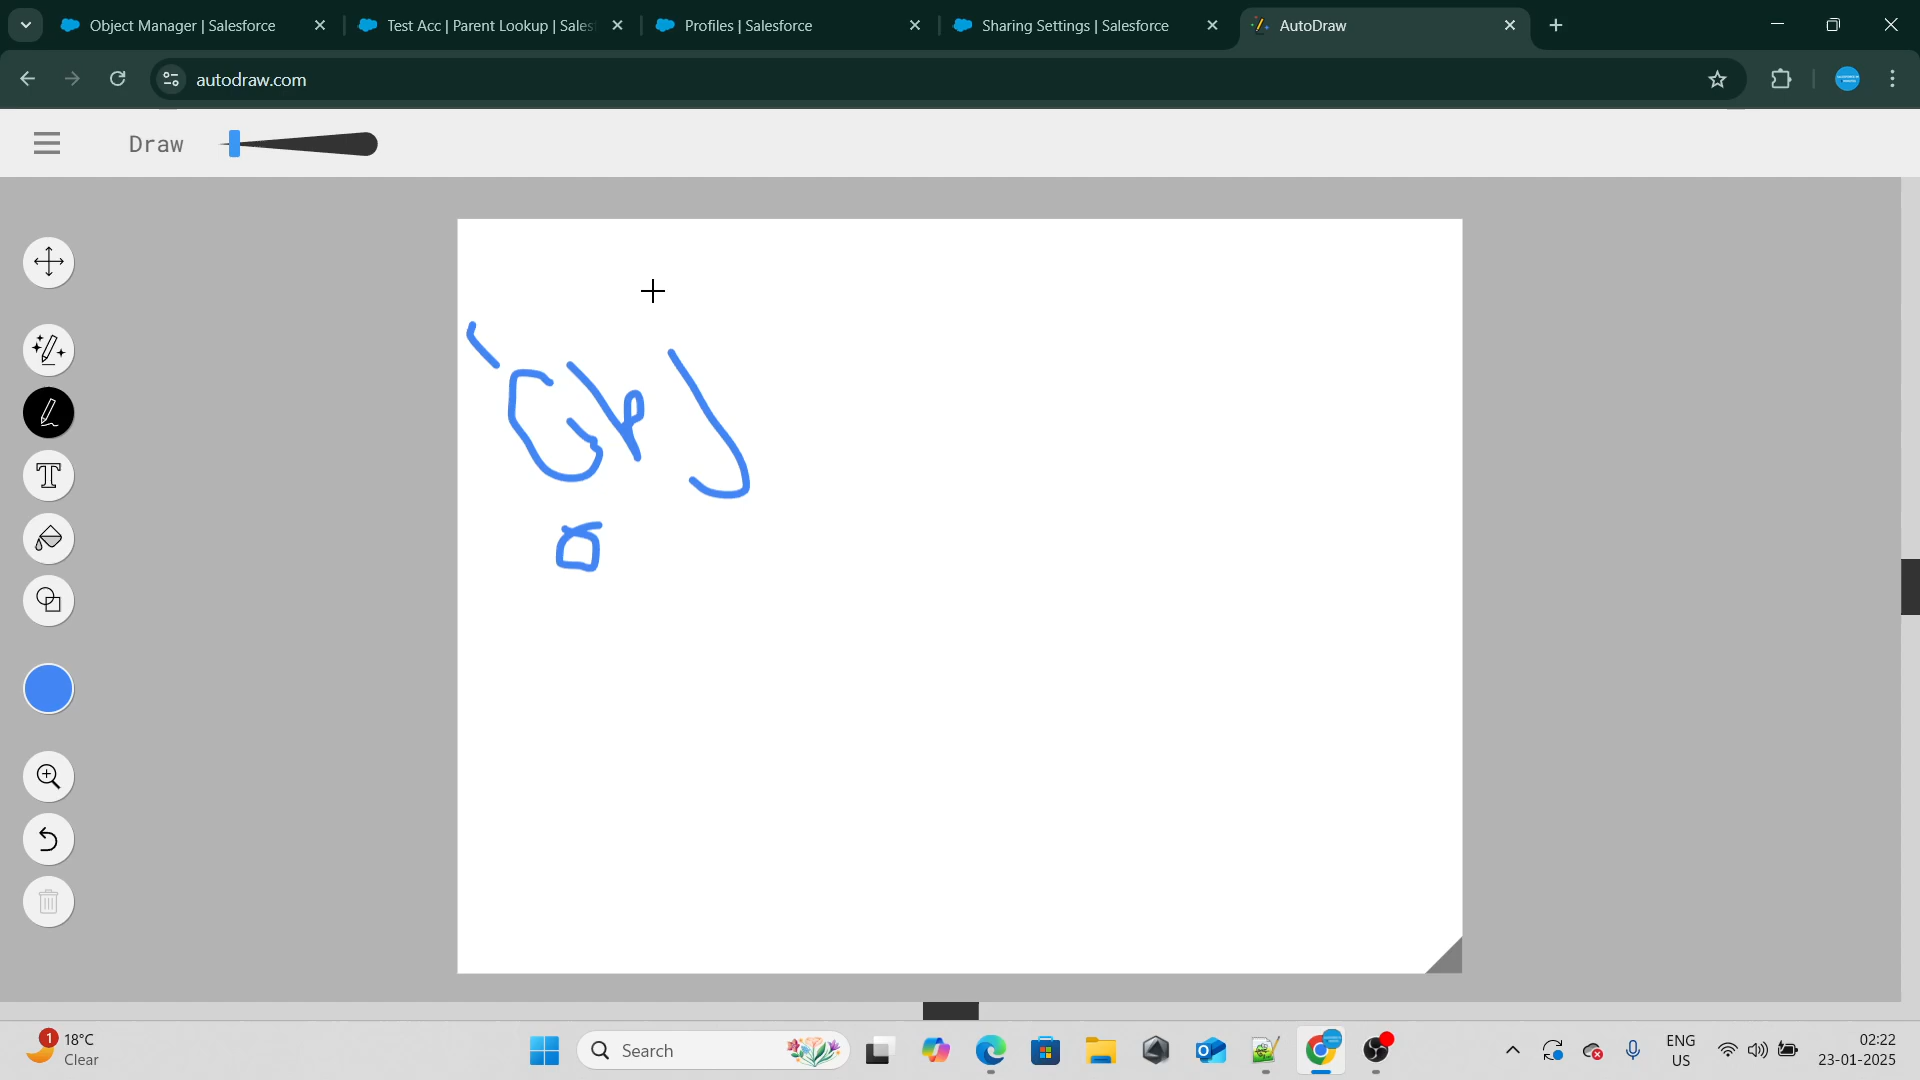 Object Manager | Salesforce
Test Acc | Parent Lookup | Sales
Profiles | Salesforce
Sharing Settings | Salesforce
AutoDraw
autodraw.com
Draw
T
1
18°C
Clear
Search
ENG
US
02:22
23-01-2025